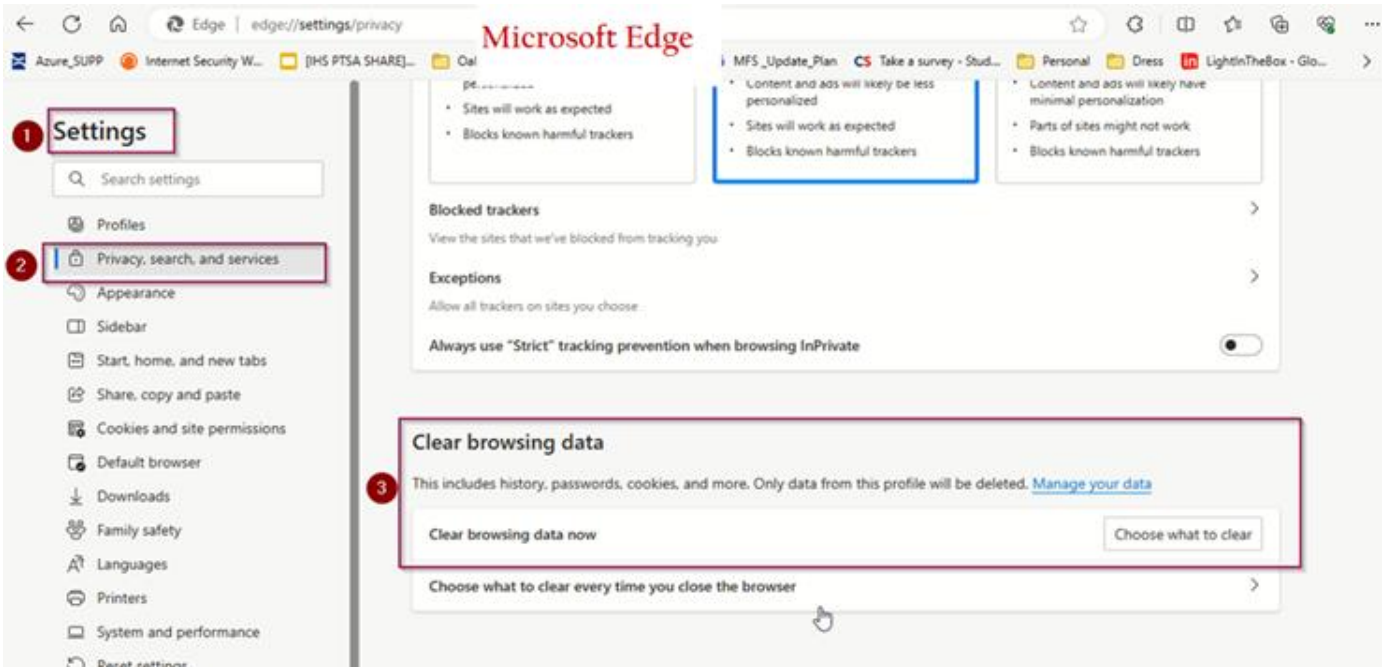 Edge | edge://settings/privacy
Microsoft Edge
Azure_SUPP Internet Security W... [IHS PTSA SHARE]... MFS_Update_Plan CS Take a survey - Stud... Personal Dress LightInTheBox - Glo...
1 Settings
Search settings
Profiles
2 Privacy, search, and services
Appearance
Sidebar
Start, home, and new tabs
Share, copy and paste
Cookies and site permissions
Default browser
Downloads
Family safety
Languages
Printers
System and performance
Reset settings
• Sites will work as expected
• Blocks known harmful trackers
• Content and ads will likely be less
personalized
• Sites will work as expected
• Blocks known harmful trackers
• Content and ads will likely have
minimal personalization
• Parts of sites might not work
• Blocks known harmful trackers
Blocked trackers
View the sites that we've blocked from tracking you
Exceptions
Allow all trackers on sites you choose
Always use "Strict" tracking prevention when browsing InPrivate
Clear browsing data
3 This includes history, passwords, cookies, and more. Only data from this profile will be deleted. Manage your data
Clear browsing data now Choose what to clear
Choose what to clear every time you close the browser